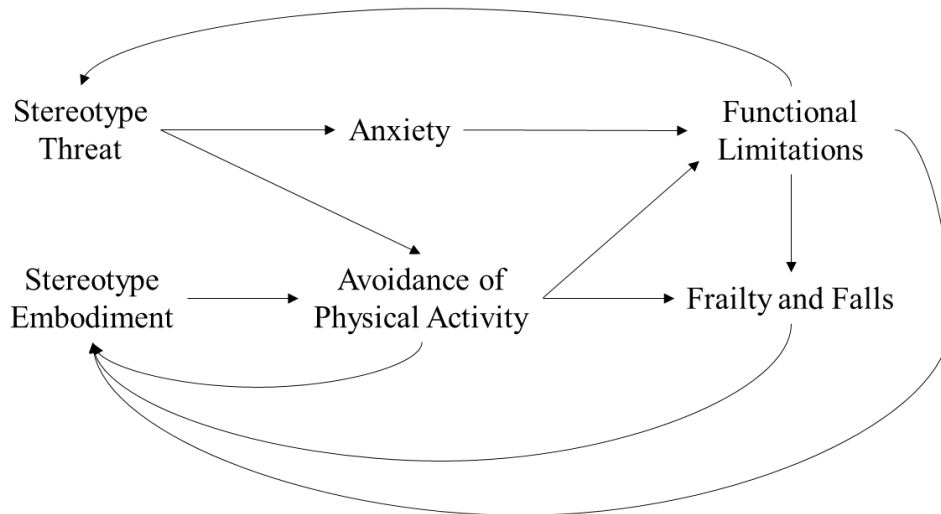 Stereotype
Threat
Anxiety
Functional
Limitations
Stereotype
Embodiment
Avoidance of
Physical Activity
Frailty and Falls